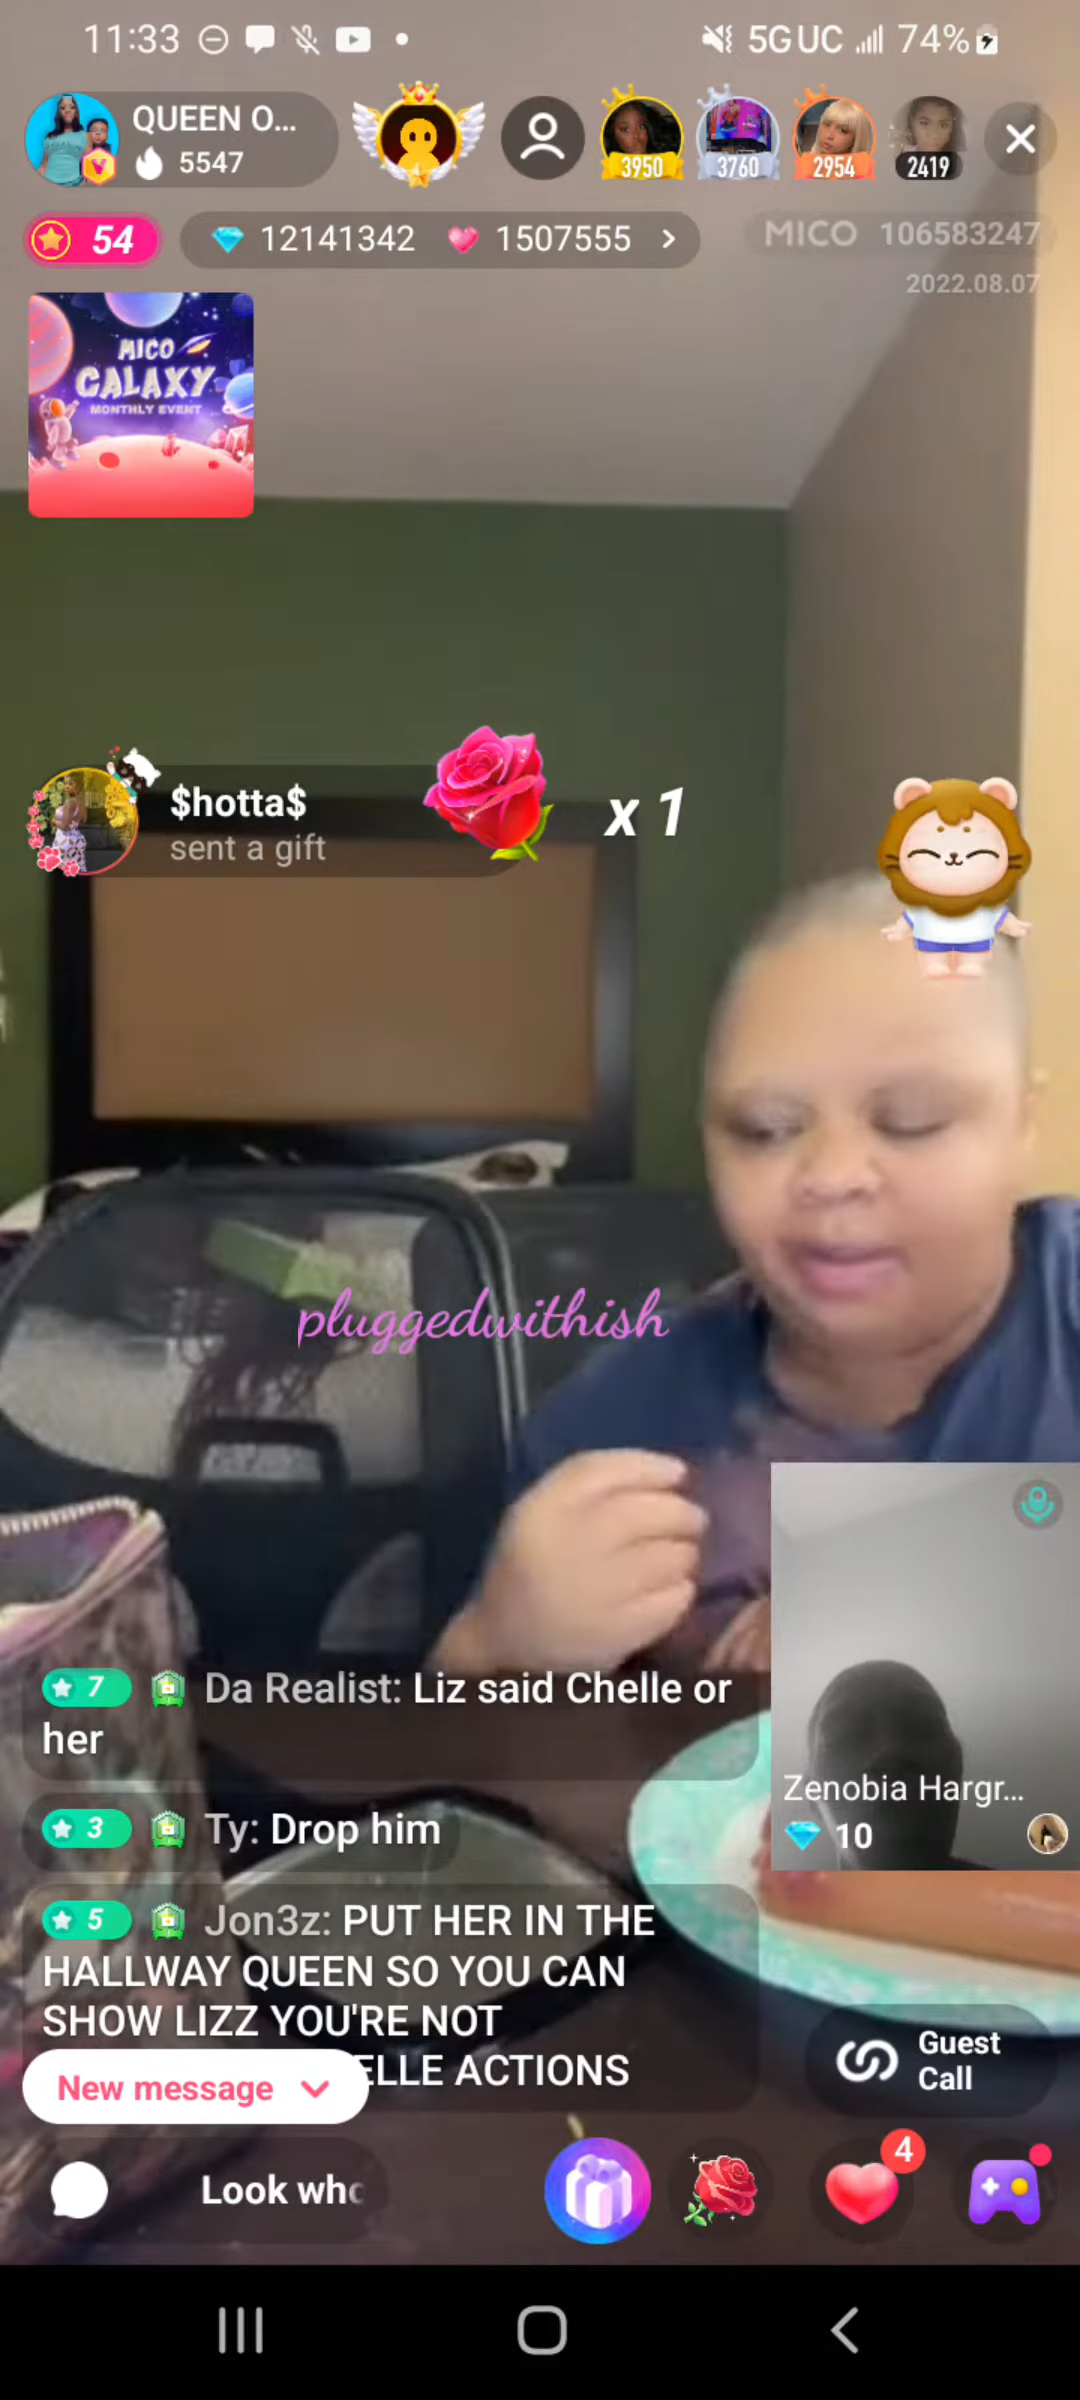 11:33
5G UC
74%
QUEEN O...
5547
3950
3760
2954
2419
54
12141342
1507555
MICO 106583247
2022.08.07
MICO
GALAXY
MONTHLY EVENT
$hotta$
sent a gift
x 1
pluggedwithish
7 Da Realist: Liz said Chelle or
her
3 Ty: Drop him
5 Jon3z: PUT HER IN THE
HALLWAY QUEEN SO YOU CAN
SHOW LIZZ YOU'RE NOT
ELLE ACTIONS
New message
Zenobia Hargr...
10
Guest
Call
Look who
4